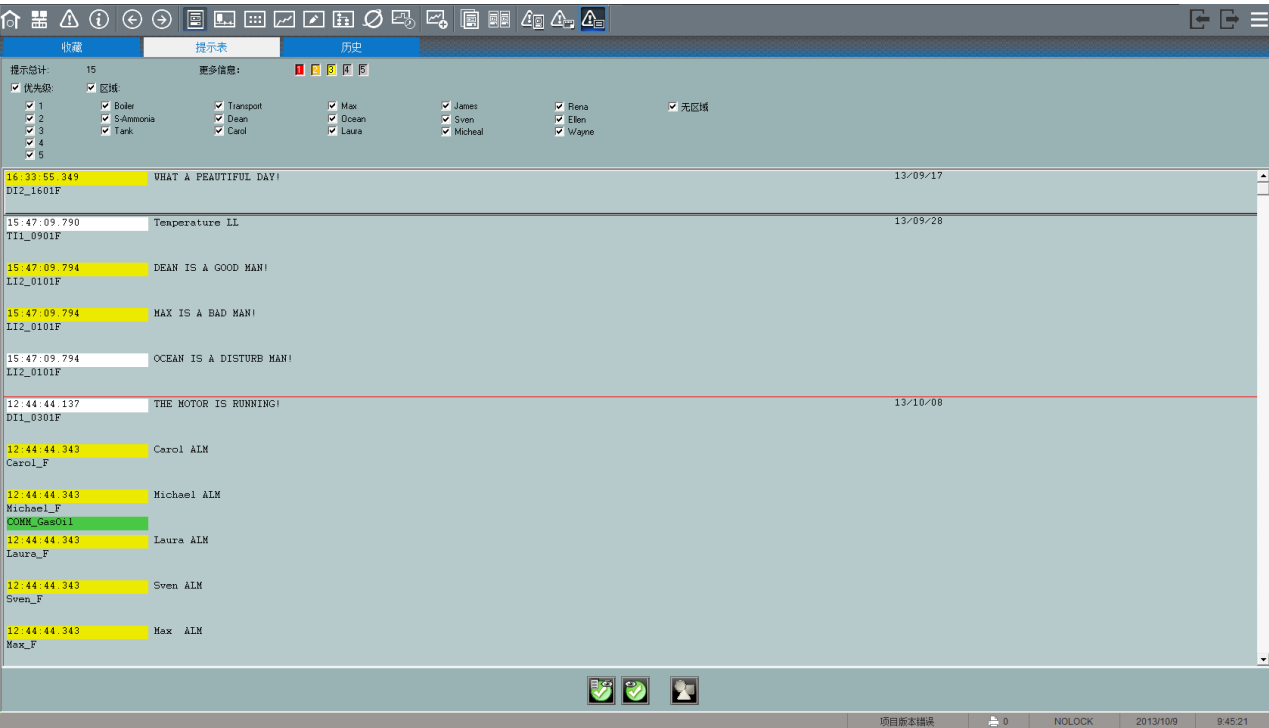 收藏 提示表 历史
提示总计: 15 更多信息: 1 2 3 4 5
优先级: 区域:
1 Boiler Transport Max James Rena 无区域
2 S-Ammonia Dean Ocean Sven Ellen
3 Tank Carol Laura Micheal Wayne
4
5
16:33:55.349 WHAT A PEAUTIFUL DAY! 13/09/17
DI2_1601F
15:47:09.790 Temperature LL 13/09/28
TI1_0901F
15:47:09.794 DEAN IS A GOOD MAN!
LI2_0101F
15:47:09.794 MAX IS A BAD MAN!
LI2_0101F
15:47:09.794 OCEAN IS A DISTURB MAN!
LI2_0101F
12:44:44.137 THE MOTOR IS RUNNING! 13/10/08
DI1_0301F
12:44:44.343 Carol ALM
Carol_F
12:44:44.343 Michael ALM
Michael_F
COMM_GasOil
12:44:44.343 Laura ALM
Laura_F
12:44:44.343 Sven ALM
Sven_F
12:44:44.343 Max ALM
Max_F
项目版本错误 0 NOLOCK 2013/10/9 9:45:21